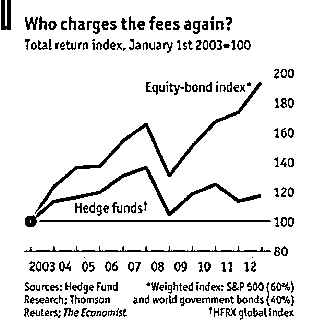 Who charges the fees again?
Total return index, January 1st 2003=100
200
Equity-bond index*
180
160
140
120
Hedge funds†
100
80
2003 04 05 06 07 08 09 10 11 12
Sources: Hedge Fund
Research; Thomson
Reuters; The Economist
*Weighted index: S&P 500 (60%)
and world government bonds (40%)
†HFRX global index